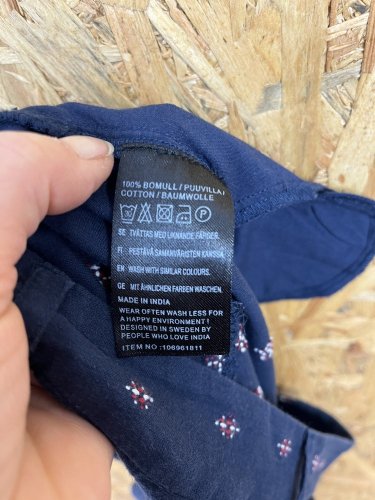 100% BOMULL / PUUVILLAT
COTTON / BAUMWOLLE
SE TVÄTTAS MED LIKNANDE FÄRGER.
FI PESTÄVÄ SAMANVÄRISTEN KANSSA.
EN WASH WITH SIMILAR COLOURS.
GE MIT ÄHNLICHEN FARBEN WASCHEN.
MADE IN INDIA
WEAR OFTEN WASH LESS FOR
A HAPPY ENVIRONMENT!
DESIGNED IN SWEDEN BY
PEOPLE WHO LOVE INDIA
ITEM NO: 106961811